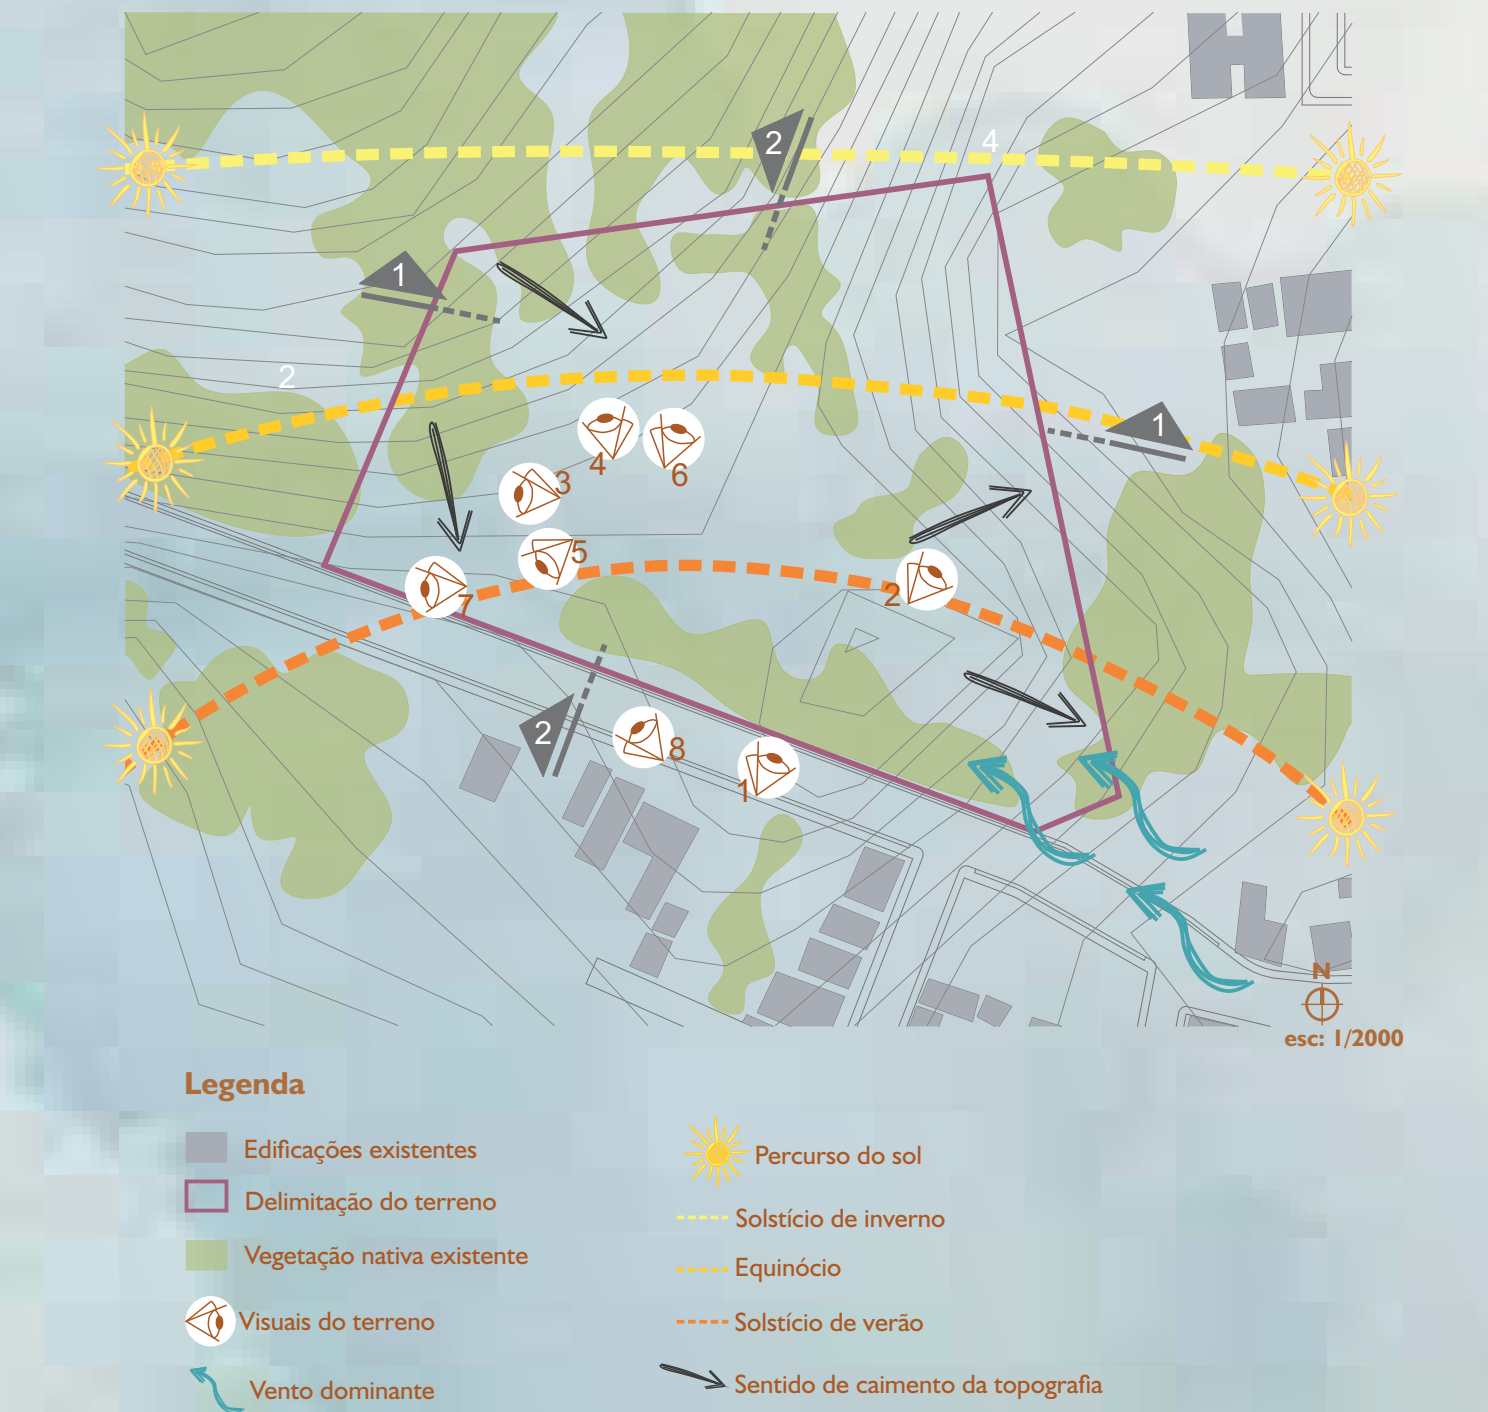 2
4
1
2
1
4
6
3
5
2
7
2
8
1
N
esc: 1/2000
Legenda
Edificações existentes
Delimitação do terreno
Vegetação nativa existente
Visuais do terreno
Vento dominante
Percurso do sol
Solstício de inverno
Equinócio
Solstício de verão
Sentido de caimento da topografia